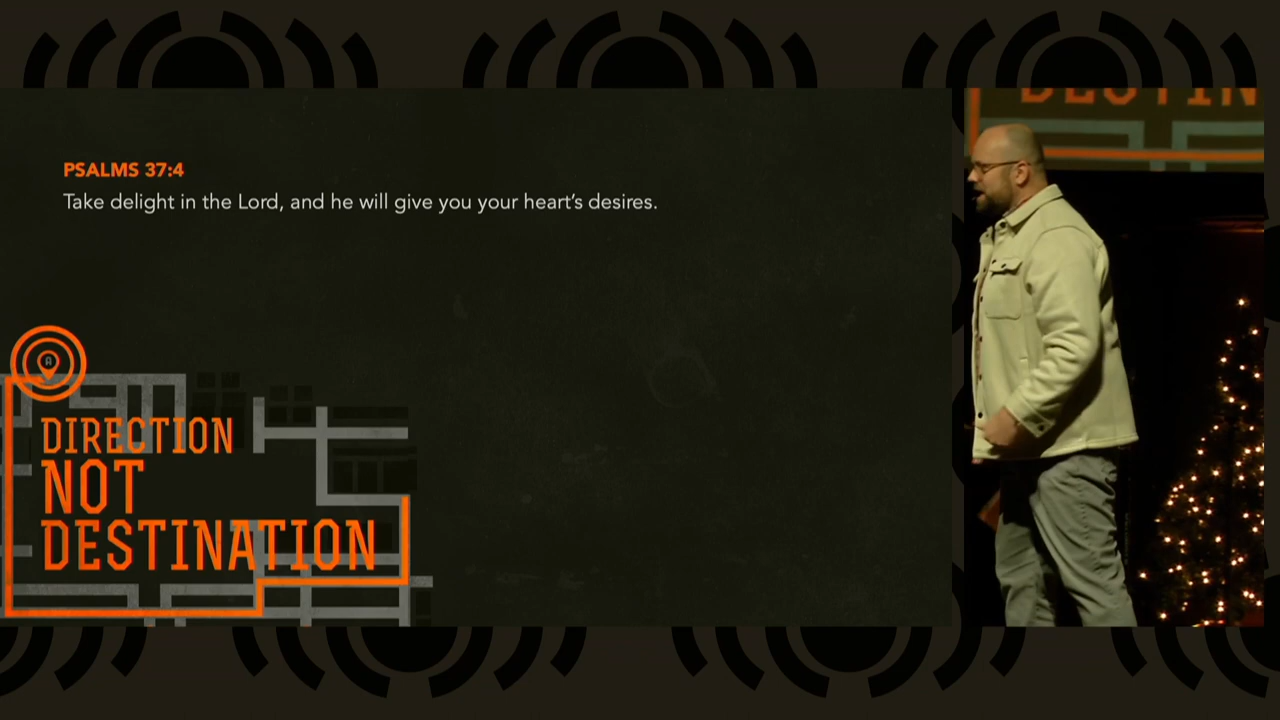 PSALMS 37:4
Take delight in the Lord, and he will give you your heart's desires.
DIRECTION
NOT
DESTINATION